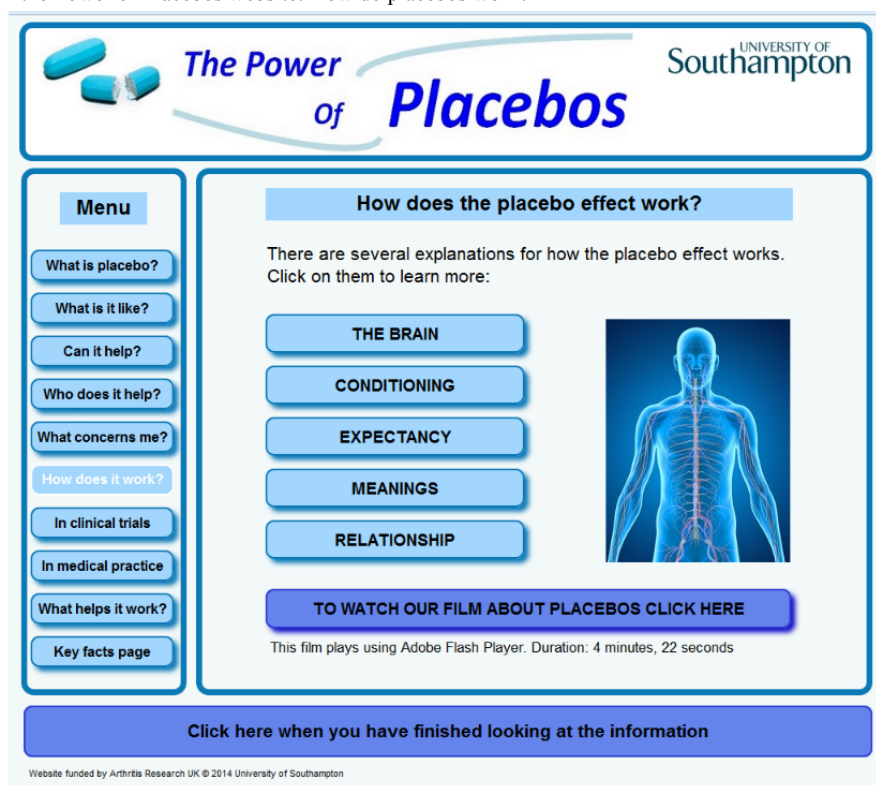 The Power
Of Placebos
UNIVERSITY OF
Southampton
Menu
What is placebo?
What is it like?
Can it help?
Who does it help?
What concerns me?
How does it work?
In clinical trials
In medical practice
What helps it work?
Key facts page
How does the placebo effect work?
There are several explanations for how the placebo effect works.
Click on them to learn more:
THE BRAIN
CONDITIONING
EXPECTANCY
MEANINGS
RELATIONSHIP
TO WATCH OUR FILM ABOUT PLACEBOS CLICK HERE
This film plays using Adobe Flash Player. Duration: 4 minutes, 22 seconds
Click here when you have finished looking at the information
Website funded by Arthritis Research UK © 2014 University of Southampton